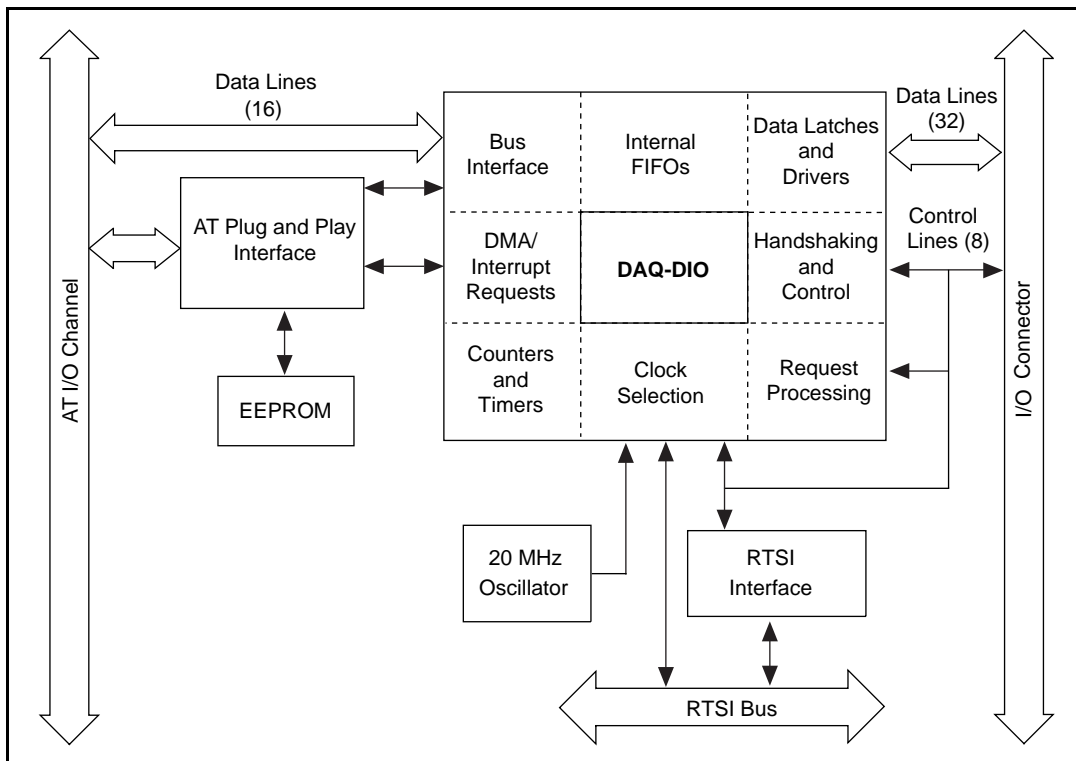 AT I/O Channel
Data Lines
(16)
AT Plug and Play
Interface
EEPROM
Bus
Interface
Internal
FIFOs
Data Latches
and
Drivers
DMA/
Interrupt
Requests
DAQ-DIO
Handshaking
and
Control
Counters
and
Timers
Clock
Selection
Request
Processing
Data Lines
(32)
Control
Lines (8)
I/O Connector
20 MHz
Oscillator
RTSI
Interface
RTSI Bus